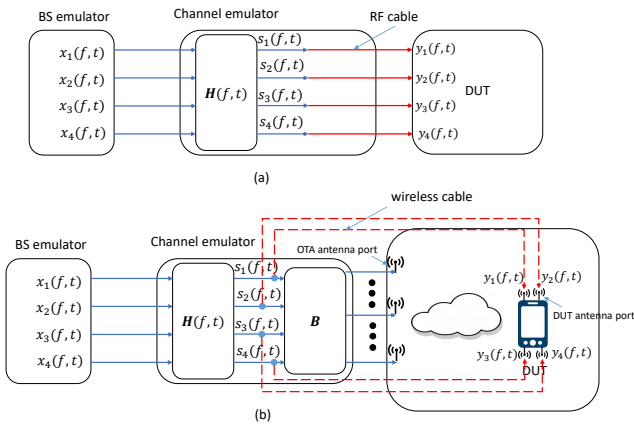 BS emulator
Channel emulator
RF cable
x₁(f,t)
x₂(f,t)
x₃(f,t)
x₄(f,t)
H(f,t)
s₁(f,t)
s₂(f,t)
s₃(f,t)
s₄(f,t)
y₁(f,t)
y₂(f,t)
y₃(f,t)
y₄(f,t)
DUT
(a)
wireless cable
BS emulator
Channel emulator
OTA antenna port
x₁(f,t)
x₂(f,t)
x₃(f,t)
x₄(f,t)
H(f,t)
s₁(f,t)
s₂(f,t)
s₃(f,t)
s₄(f,t)
B
y₁(f,t)
y₂(f,t)
DUT antenna port
y₃(f,t)
y₄(f,t)
DUT
(b)